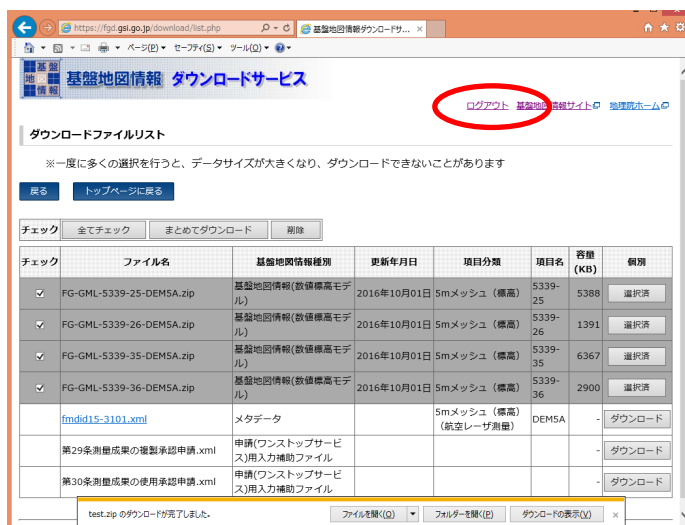 https://fgd.gsi.go.jp/download/list.php
基盤地図情報ダウンロードサ...
ページ(P) セーフティ(S) ツール(O)
基盤地図情報
基盤地図情報 ダウンロードサービス
ログアウト 基盤地図情報サイト 地理院ホーム
ダウンロードファイルリスト
※一度に多くの選択を行うと、データサイズが大きくなり、ダウンロードできないことがあります
戻る トップページに戻る
チェック 全てチェック まとめてダウンロード 削除
チェック ファイル名 基盤地図情報種別 更新年月日 項目分類 項目名 容量
(KB) 個別
FG-GML-5339-25-DEM5A.zip 基盤地図情報(数値標高モデ
ル) 2016年10月01日 5mメッシュ（標高） 5339-
25 5388 選択済
FG-GML-5339-26-DEM5A.zip 基盤地図情報(数値標高モデ
ル) 2016年10月01日 5mメッシュ（標高） 5339-
26 1391 選択済
FG-GML-5339-35-DEM5A.zip 基盤地図情報(数値標高モデ
ル) 2016年10月01日 5mメッシュ（標高） 5339-
35 6367 選択済
FG-GML-5339-36-DEM5A.zip 基盤地図情報(数値標高モデ
ル) 2016年10月01日 5mメッシュ（標高） 5339-
36 2900 選択済
fmdid15-3101.xml メタデータ 5mメッシュ（標高）
（航空レーザ測量） DEM5A - ダウンロード
第29条測量成果の複製承認申請.xml 申請(ワンストップサービ
ス)用入力補助ファイル - ダウンロード
第30条測量成果の使用承認申請.xml 申請(ワンストップサービ
ス)用入力補助ファイル - ダウンロード
test.zip のダウンロードが完了しました。 ファイルを開く(O) フォルダーを開く(P) ダウンロードの表示(V) ×